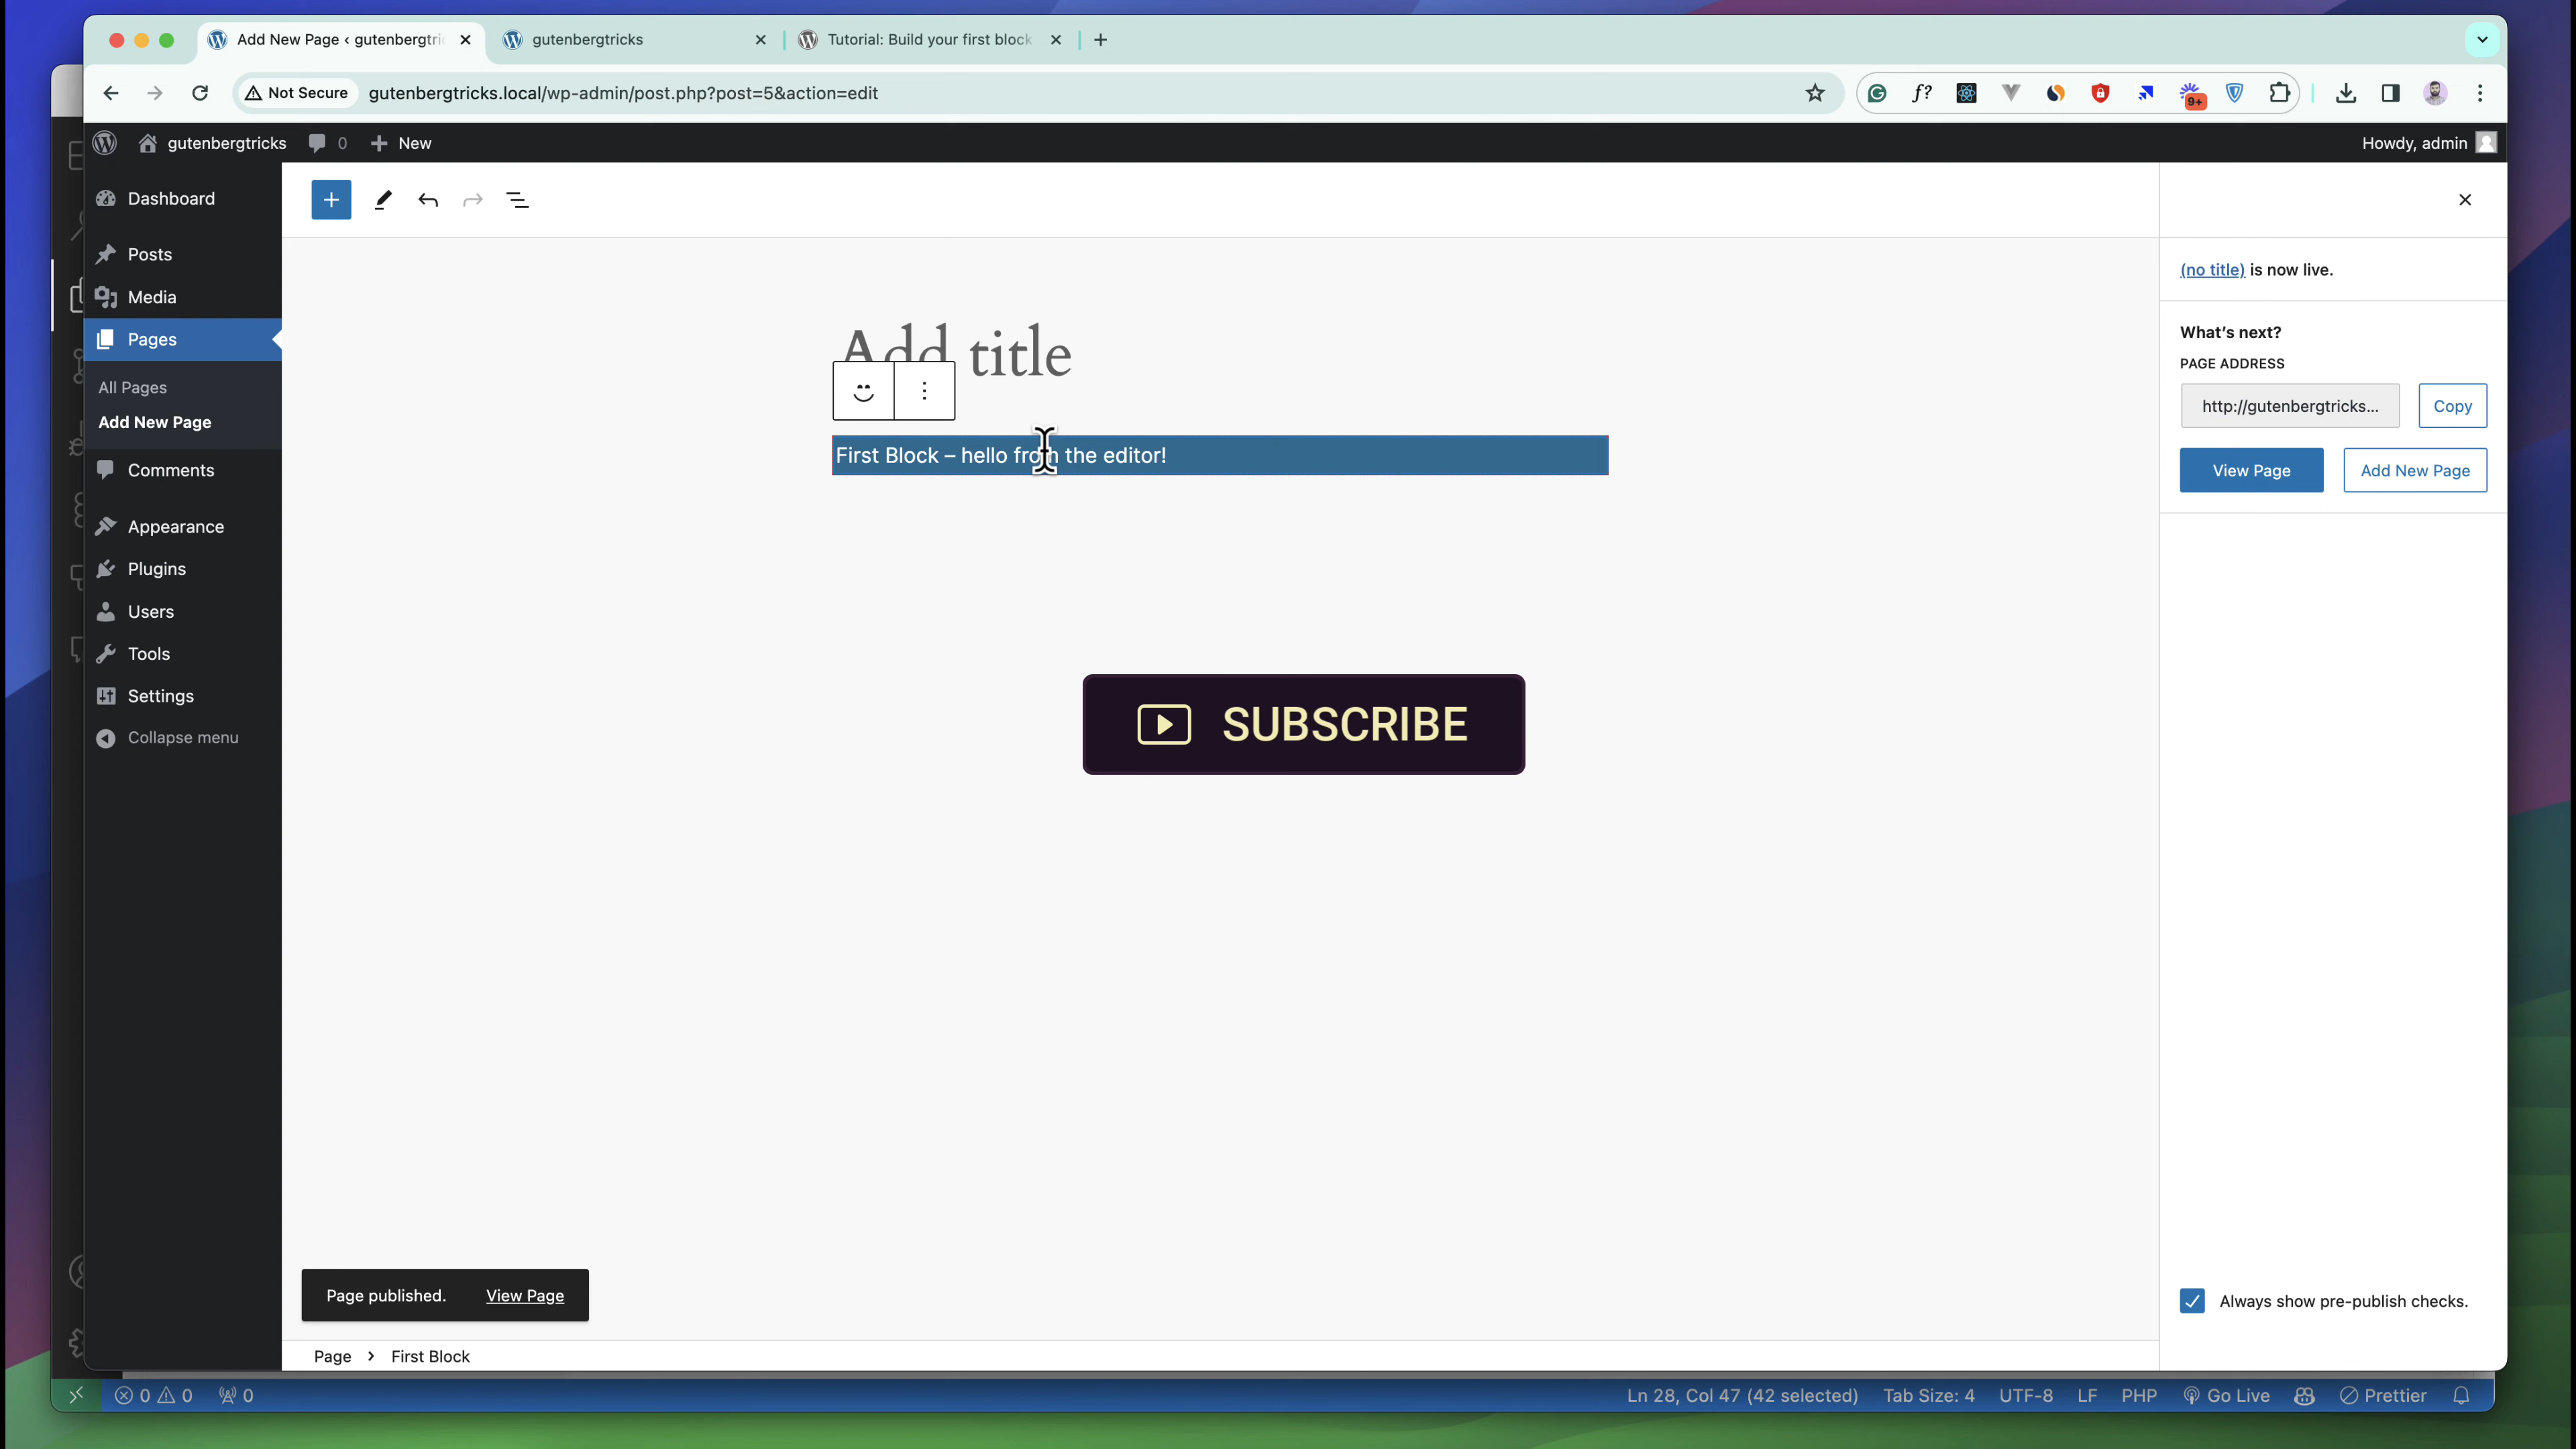 Add New Page ‹ gutenbergtri
gutenbergtricks
Tutorial: Build your first block
Not Secure
gutenbergtricks.local/wp-admin/post.php?post=5&action=edit
f?
9+
gutenbergtricks
0
New
Howdy, admin
Dashboard
Posts
Media
Pages
All Pages
Add New Page
Comments
Appearance
Plugins
Users
Tools
Settings
Collapse menu
Add title
First Block – hello from the editor!
SUBSCRIBE
(no title) is now live.
What's next?
PAGE ADDRESS
http://gutenbergtricks...
Copy
View Page
Add New Page
Always show pre-publish checks.
Page published.
View Page
Page › First Block
0
0
0
Ln 28, Col 47 (42 selected)
Tab Size: 4
UTF-8
LF
PHP
Go Live
Prettier